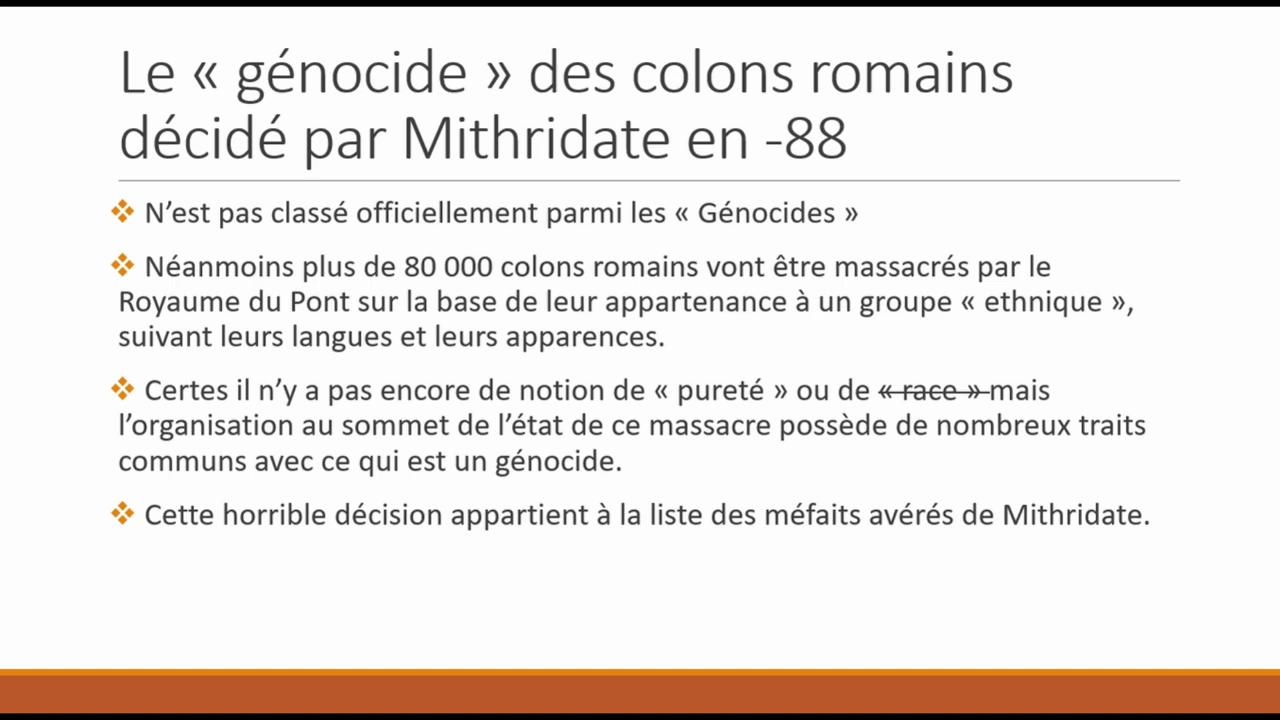 Le « génocide » des colons romains
décidé par Mithridate en -88
N’est pas classé officiellement parmi les « Génocides »
Néanmoins plus de 80 000 colons romains vont être massacrés par le
Royaume du Pont sur la base de leur appartenance à un groupe « ethnique »,
suivant leurs langues et leurs apparences.
Certes il n’y a pas encore de notion de « pureté » ou de « race » mais
l’organisation au sommet de l’état de ce massacre possède de nombreux traits
communs avec ce qui est un génocide.
Cette horrible décision appartient à la liste des méfaits avérés de Mithridate.